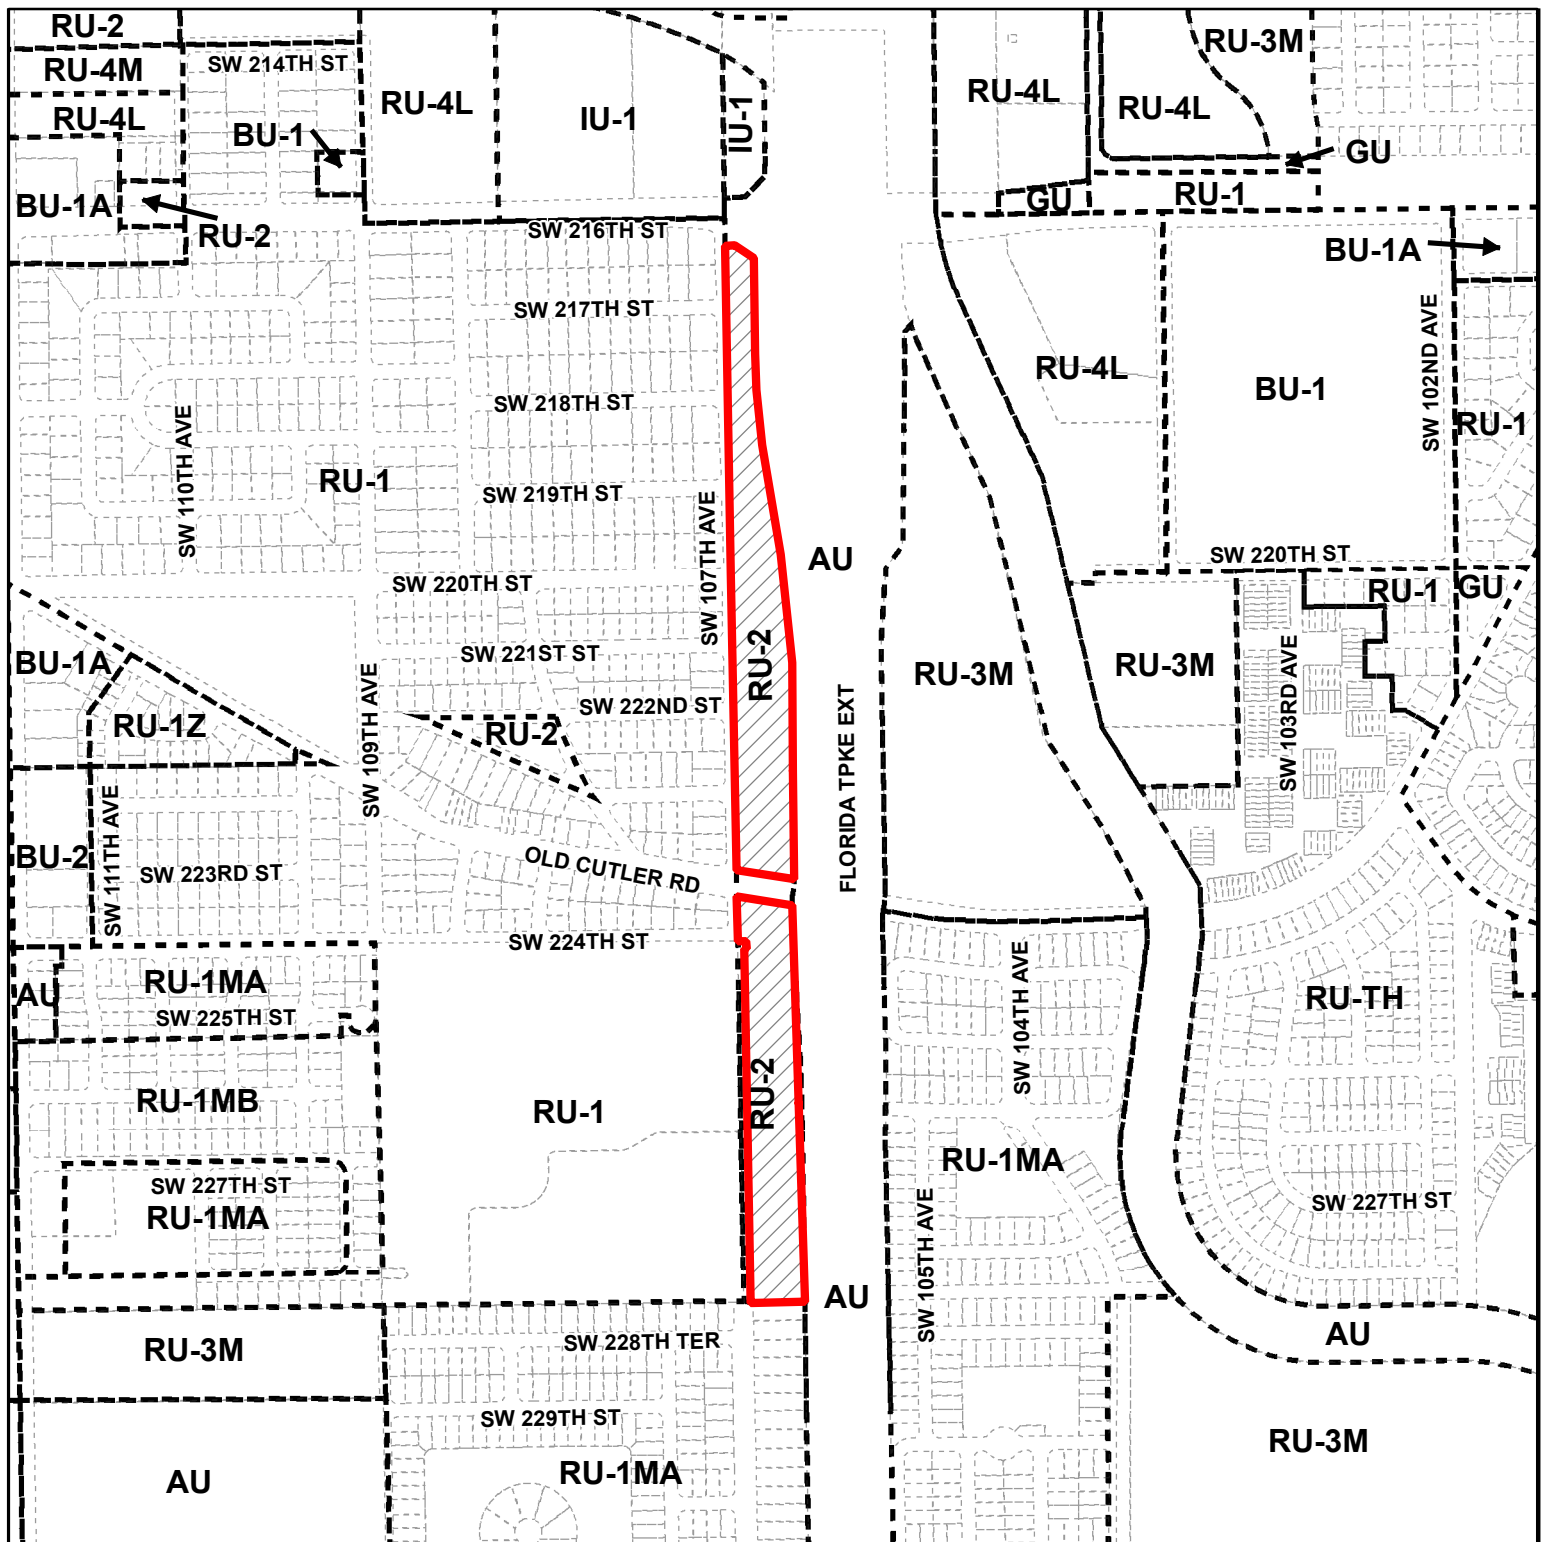 RU-2
RU-4M
SW 214TH ST
RU-4L
BU-1
RU-4L
IU-1
IU-1
RU-4L
RU-4L
RU-3M
GU
BU-1A
RU-2
GU
RU-1
SW 216TH ST
BU-1A
SW 217TH ST
SW 218TH ST
RU-4L
BU-1
SW 102ND AVE
RU-1
SW 110TH AVE
RU-1
SW 219TH ST
SW 107TH AVE
AU
SW 220TH ST
SW 220TH ST
RU-1
GU
BU-1A
SW 221ST ST
RU-2
RU-3M
RU-3M
SW 103RD AVE
RU-1Z
SW 109TH AVE
RU-2
SW 222ND ST
FLORIDA TPKE EXT
BU-2
SW 111TH AVE
SW 223RD ST
OLD CUTLER RD
SW 224TH ST
AU
RU-1MA
SW 225TH ST
SW 104TH AVE
RU-TH
RU-1MB
RU-1
RU-2
RU-1MA
SW 227TH ST
RU-1MA
SW 227TH ST
SW 105TH AVE
AU
RU-3M
SW 228TH TER
AU
SW 229TH ST
RU-3M
AU
RU-1MA